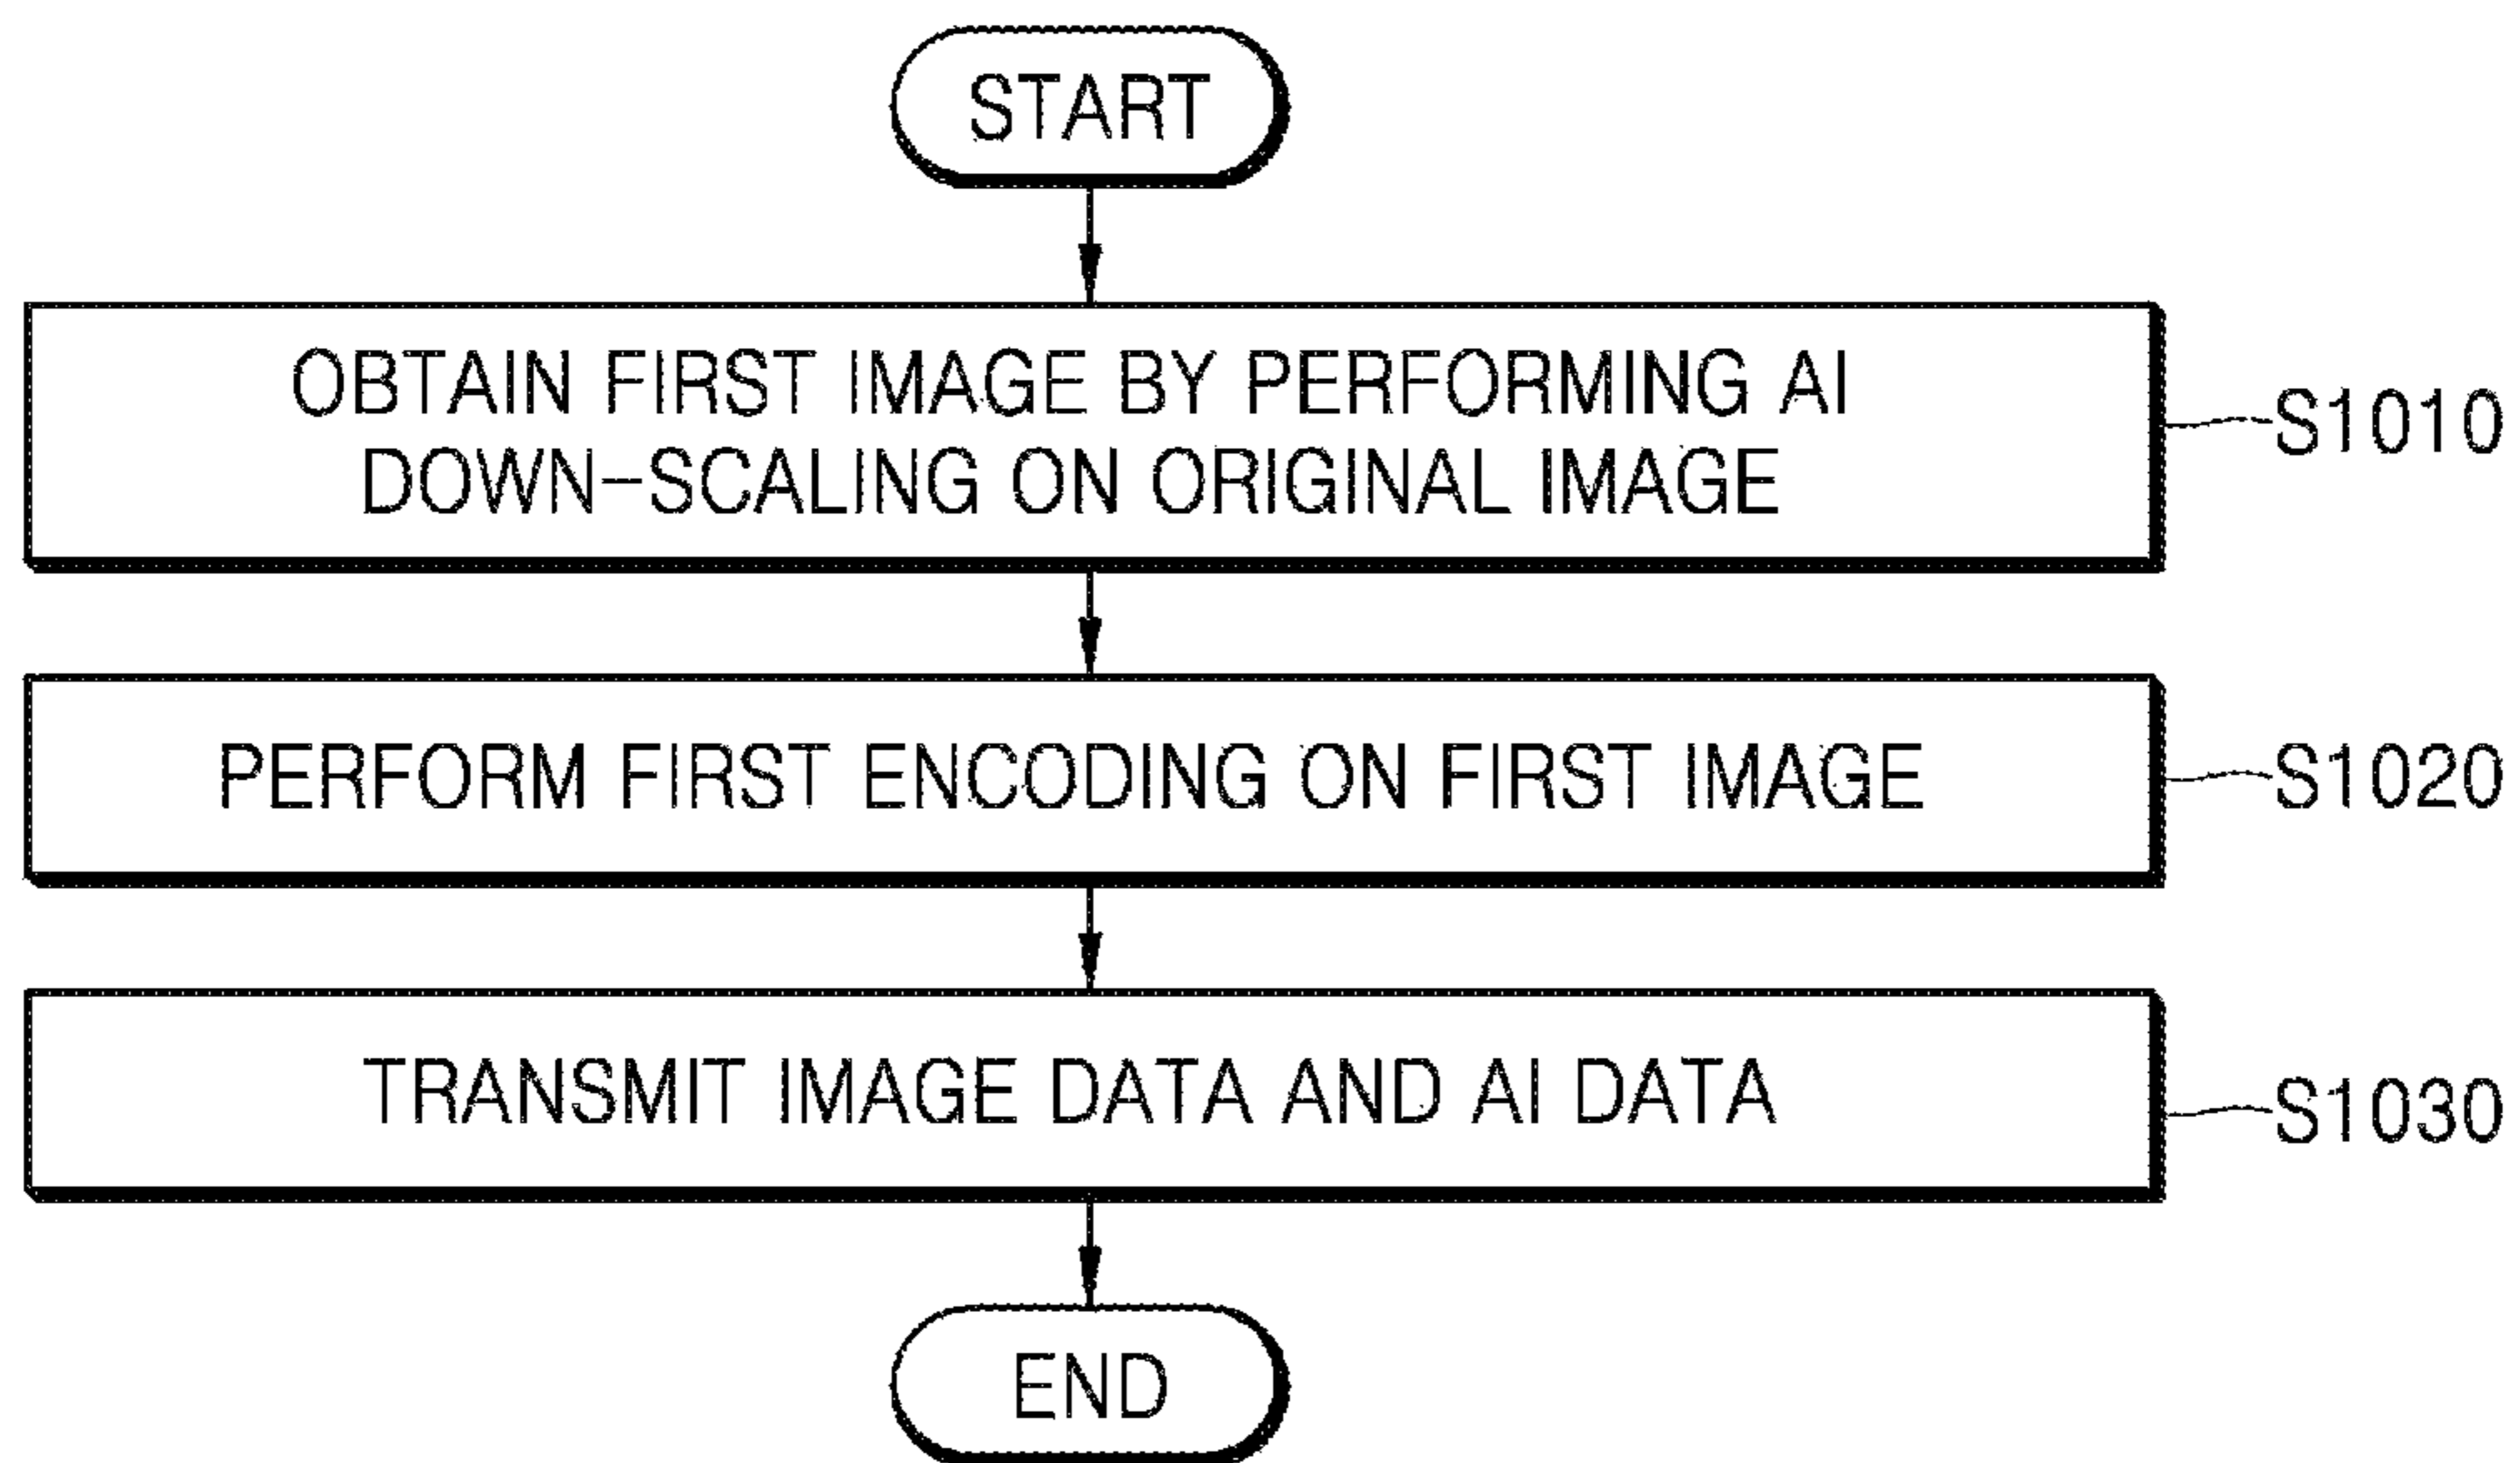 START
OBTAIN FIRST IMAGE BY PERFORMING AI
DOWN-SCALING ON ORIGINAL IMAGE
S1010
PERFORM FIRST ENCODING ON FIRST IMAGE
S1020
TRANSMIT IMAGE DATA AND AI DATA
S1030
END